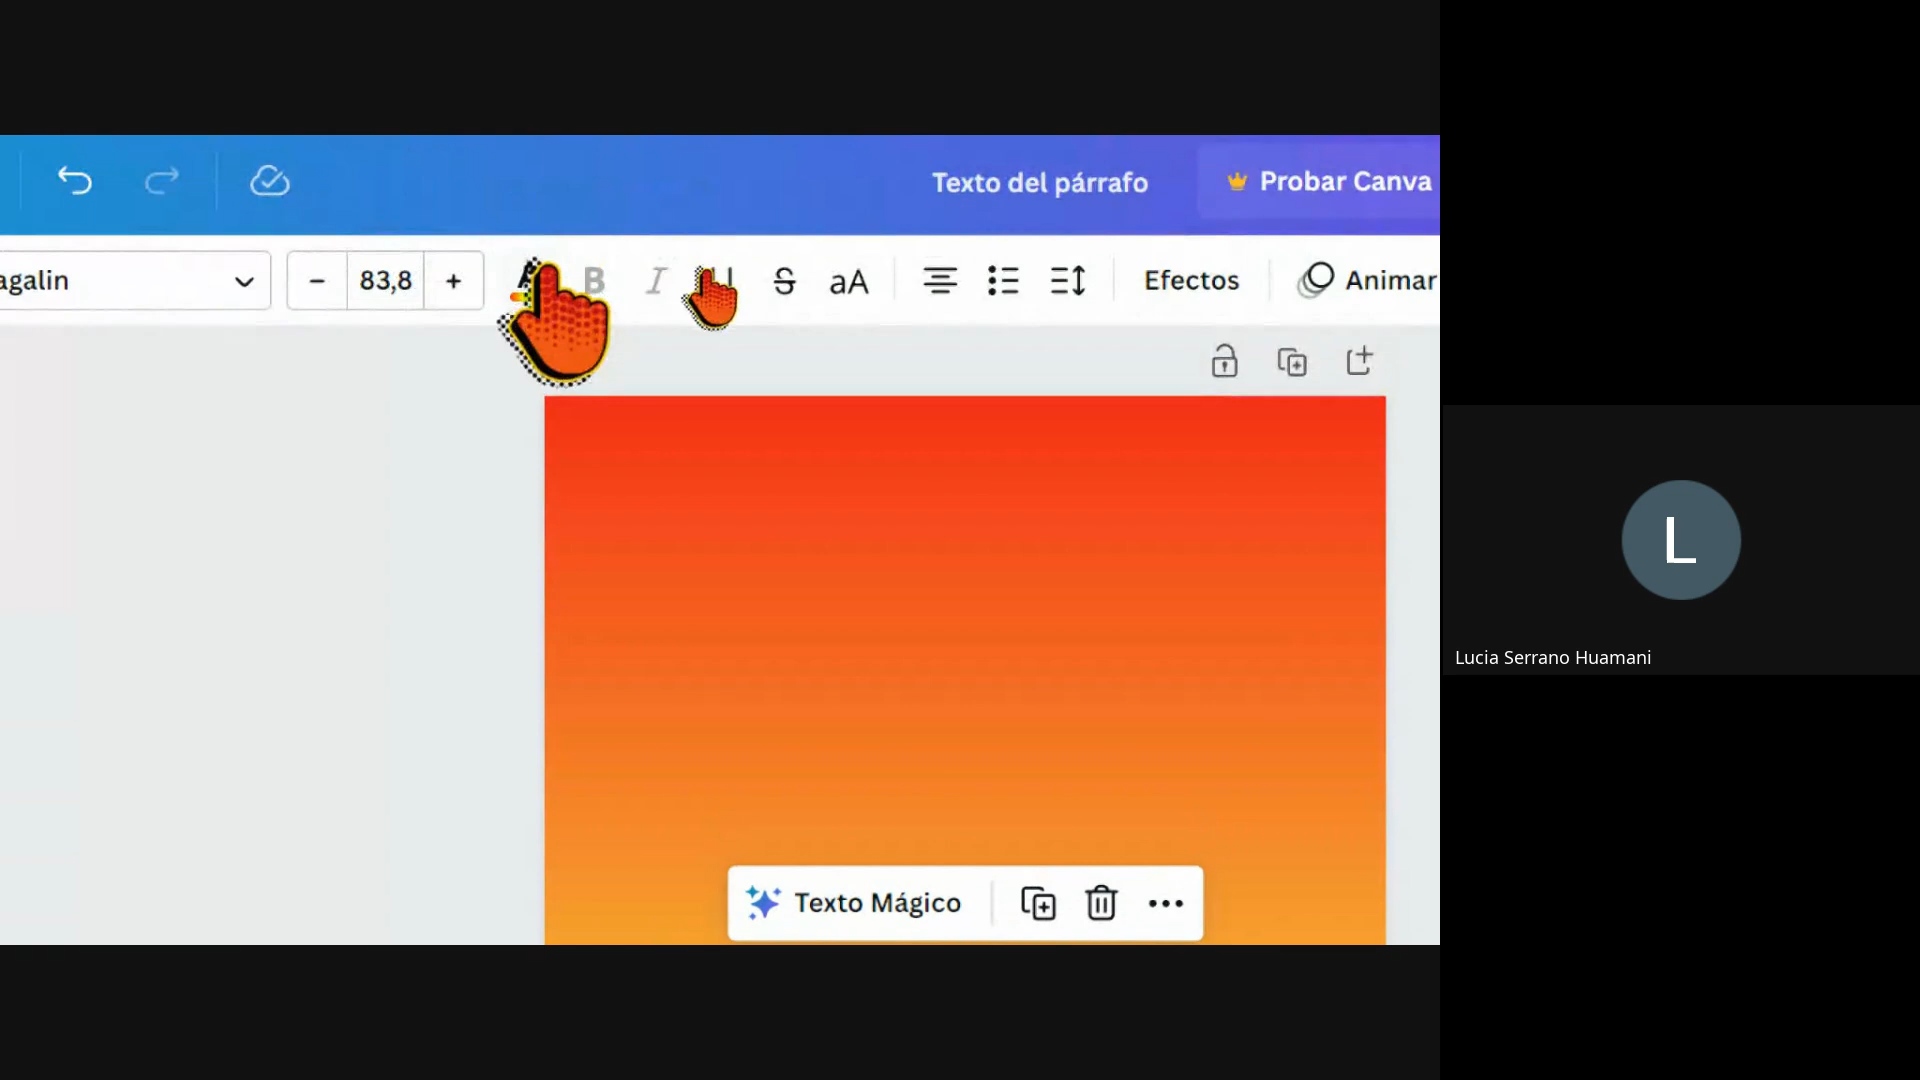 Texto del párrafo
Probar Canva
agalin
− 83,8 + A B I U S aA Efectos Animar
Texto Mágico
L
Lucia Serrano Huamani